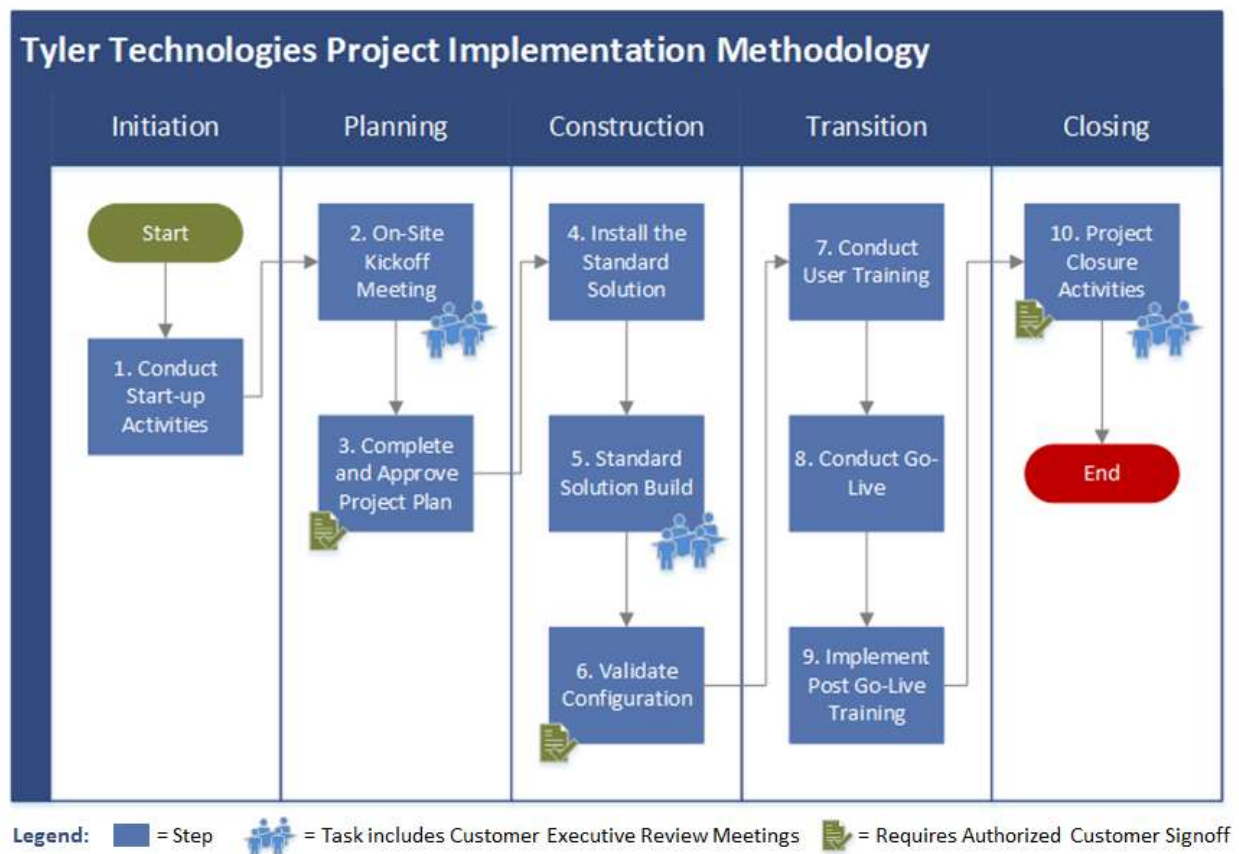 Tyler Technologies Project Implementation Methodology
Initiation
Planning
Construction
Transition
Closing
Start
1. Conduct
Start-up
Activities
2. On-Site
Kickoff
Meeting
3. Complete
and Approve
Project Plan
4. Install the
Standard
Solution
5. Standard
Solution Build
6. Validate
Configuration
7. Conduct
User Training
8. Conduct Go-
Live
9. Implement
Post Go-Live
Training
10. Project
Closure
Activities
End
Legend: = Step = Task includes Customer Executive Review Meetings = Requires Authorized Customer Signoff